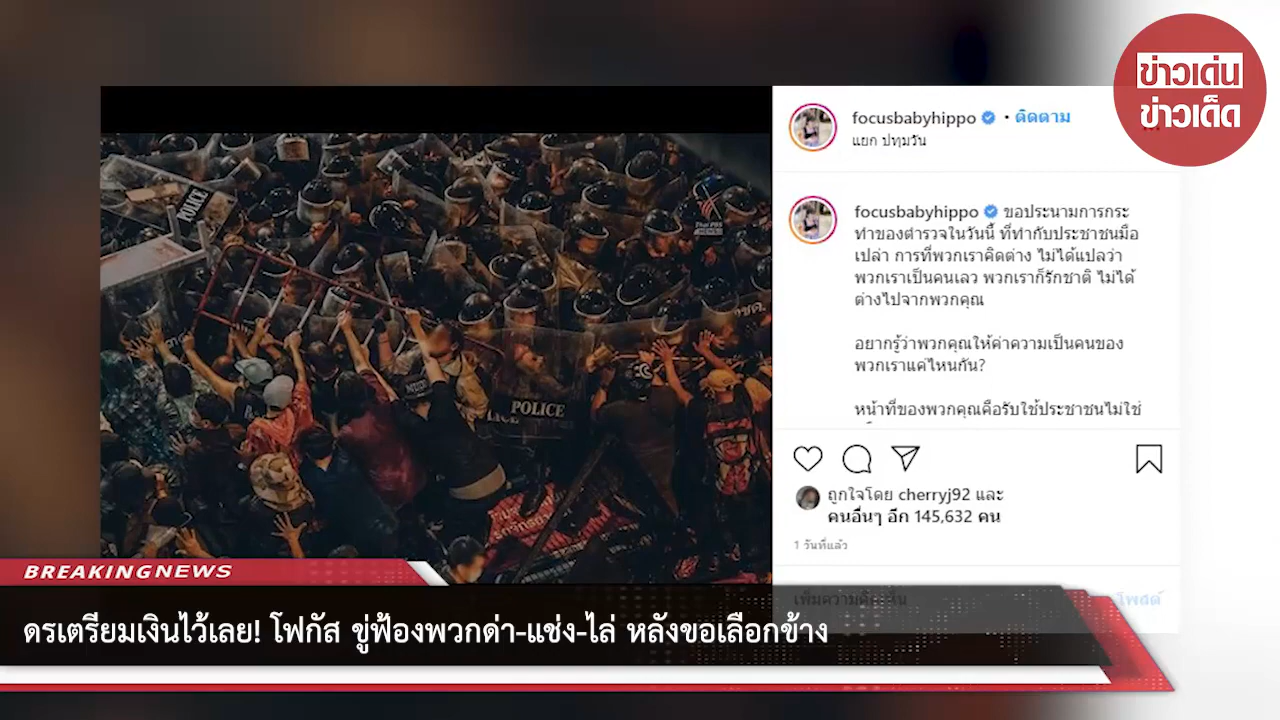 ข่าวเด่น
ข่าวเด็ด
focusbabyhippo • ติดตาม
แยก ปทุมวัน
focusbabyhippo ขอประนามการกระ
ทำของตำรวจในวันนี้ ที่ทำกับประชาชนมือ
เปล่า การที่พวกเราคิดต่าง ไม่ได้แปลว่า
พวกเราเป็นคนเลว พวกเราก็รักชาติ ไม่ได้
ต่างไปจากพวกคุณ
อยากรู้ว่าพวกคุณให้ค่าความเป็นคนของ
พวกเราแค่ไหนกัน?
หน้าที่ของพวกคุณคือรับใช้ประชาชนไม่ใช่
ถูกใจโดย cherryj92 และ
คนอื่นๆ อีก 145,632 คน
1 วันที่แล้ว
โพสต์
POLICE
Thai PBS
NEWS
POLICE
BREAKINGNEWS
ดรเตรียมเงินไว้เลย! โฟกัส ขู่ฟ้องพวกด่า-แช่ง-ไล่ หลังขอเลือกข้าง